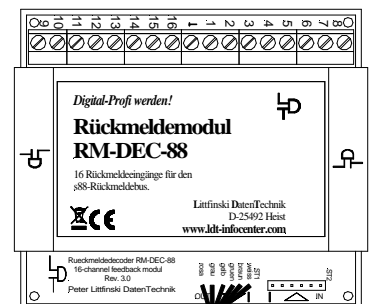 9 10 11 12 13 14 15 16 ⊥ 1 2 3 4 5 6 7 8
Digital-Profi werden!
LTD
Rückmeldemodul
RM-DEC-88
16 Rückmeldeeingänge für den
s88-Rückmeldebus.
CE
Littfinski DatenTechnik
D-25492 Heist
www.ldt-infocenter.com
Rueckmeldedecoder RM-DEC-88
16-channel feedback modul
Rev. 3.0
Peter Littfinski DatenTechnik
rosa
grau
gelb
gruen
braun
weiss
ST1
ST2
IN